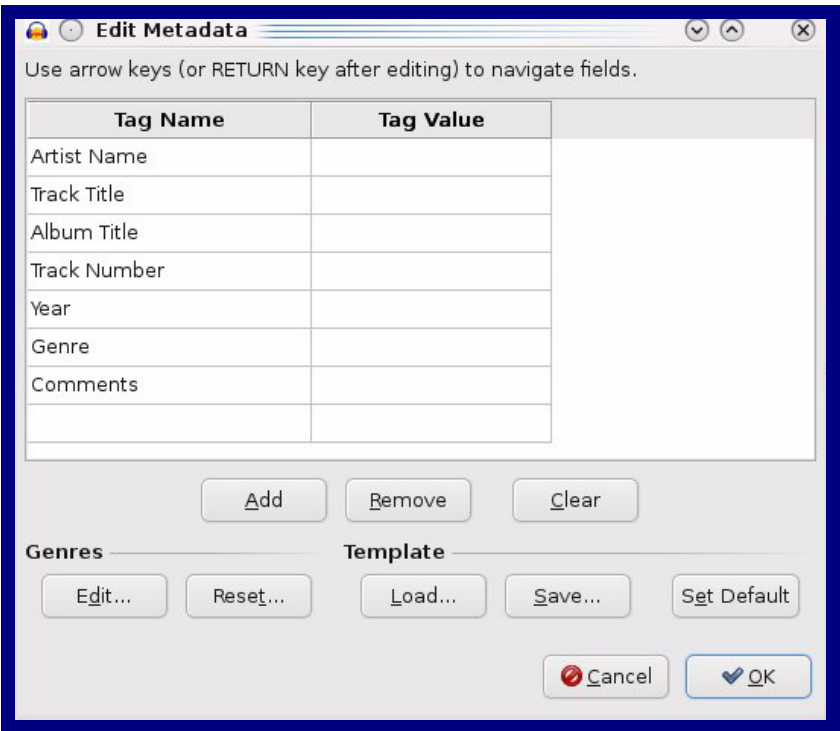 Edit Metadata
Use arrow keys (or RETURN key after editing) to navigate fields.
Tag Name Tag Value
Artist Name
Track Title
Album Title
Track Number
Year
Genre
Comments
Add Remove Clear
Genres Template
Edit... Reset... Load... Save... Set Default
Cancel OK